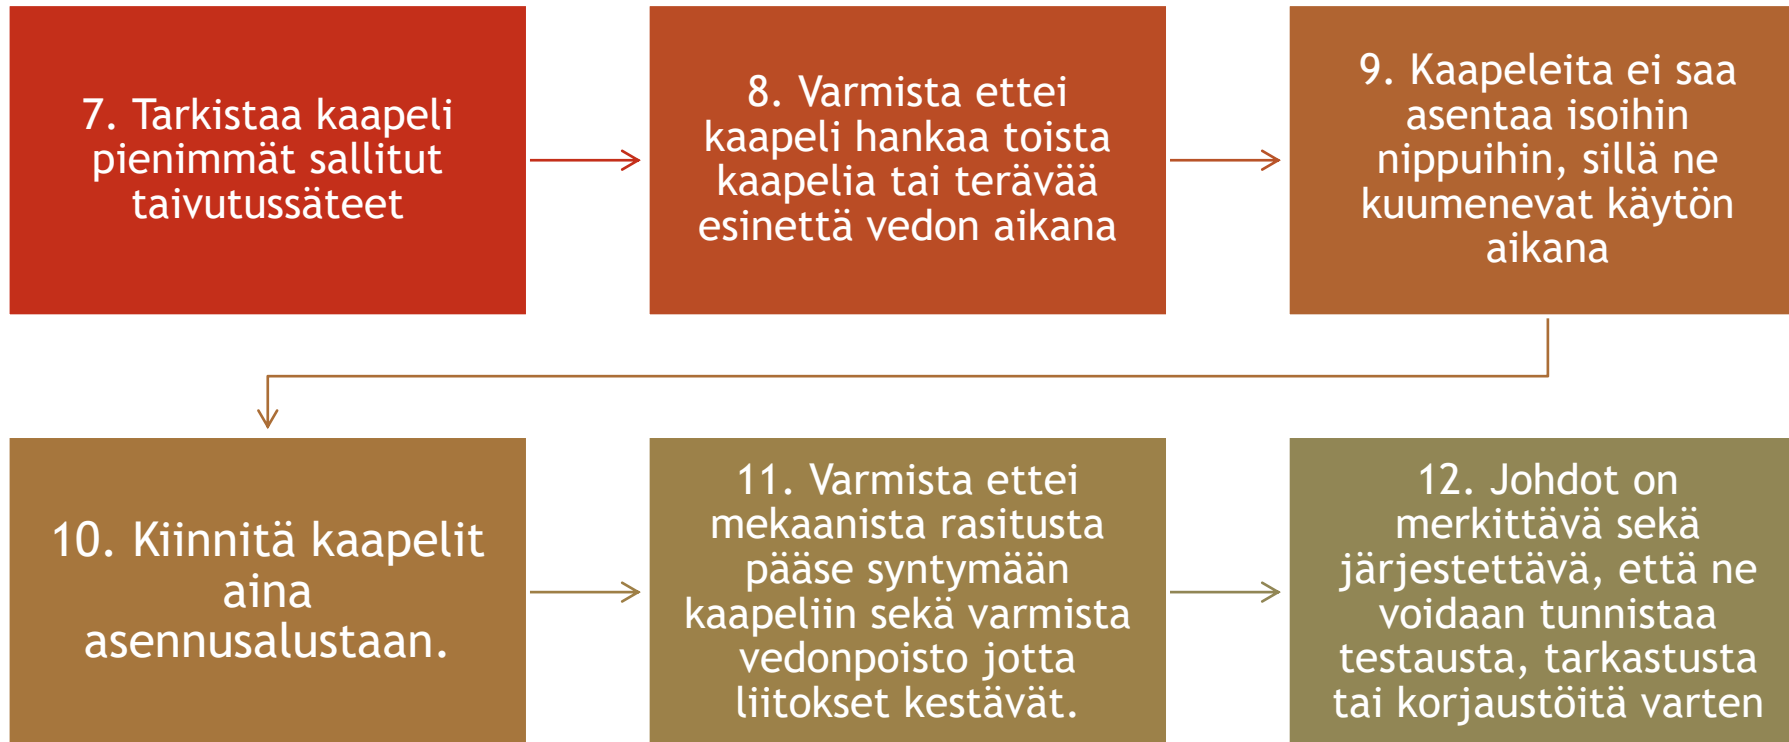 7. Tarkistaa kaapeli
pienimmät sallitut
taivutussäteet
8. Varmista ettei
kaapeli hankaa toista
kaapelia tai terävää
esinettä vedon aikana
9. Kaapeleita ei saa
asentaa isoihin
nippuihin, sillä ne
kuumenevat käytön
aikana
10. Kiinnitä kaapelit
aina
asennusalustaan.
11. Varmista ettei
mekaanista rasitusta
pääse syntymään
kaapeliin sekä varmista
vedonpoisto jotta
liitokset kestävät.
12. Johdot on
merkittävä sekä
järjestettävä, että ne
voidaan tunnistaa
testausta, tarkastusta
tai korjaustöitä varten